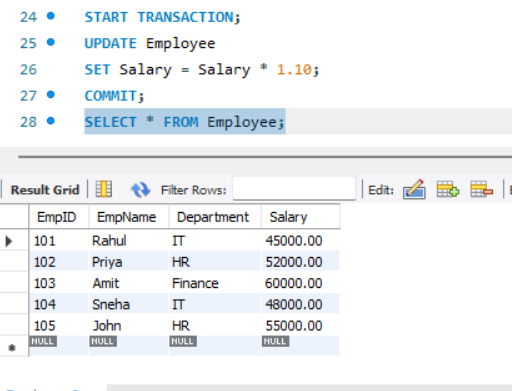 24 START TRANSACTION;
25 UPDATE Employee
26 SET Salary = Salary * 1.10;
27 COMMIT;
28 SELECT * FROM Employee;
Result Grid Filter Rows: Edit:
EmpID EmpName Department Salary
101 Rahul IT 45000.00
102 Priya HR 52000.00
103 Amit Finance 60000.00
104 Sneha IT 48000.00
105 John HR 55000.00
NULL NULL NULL NULL